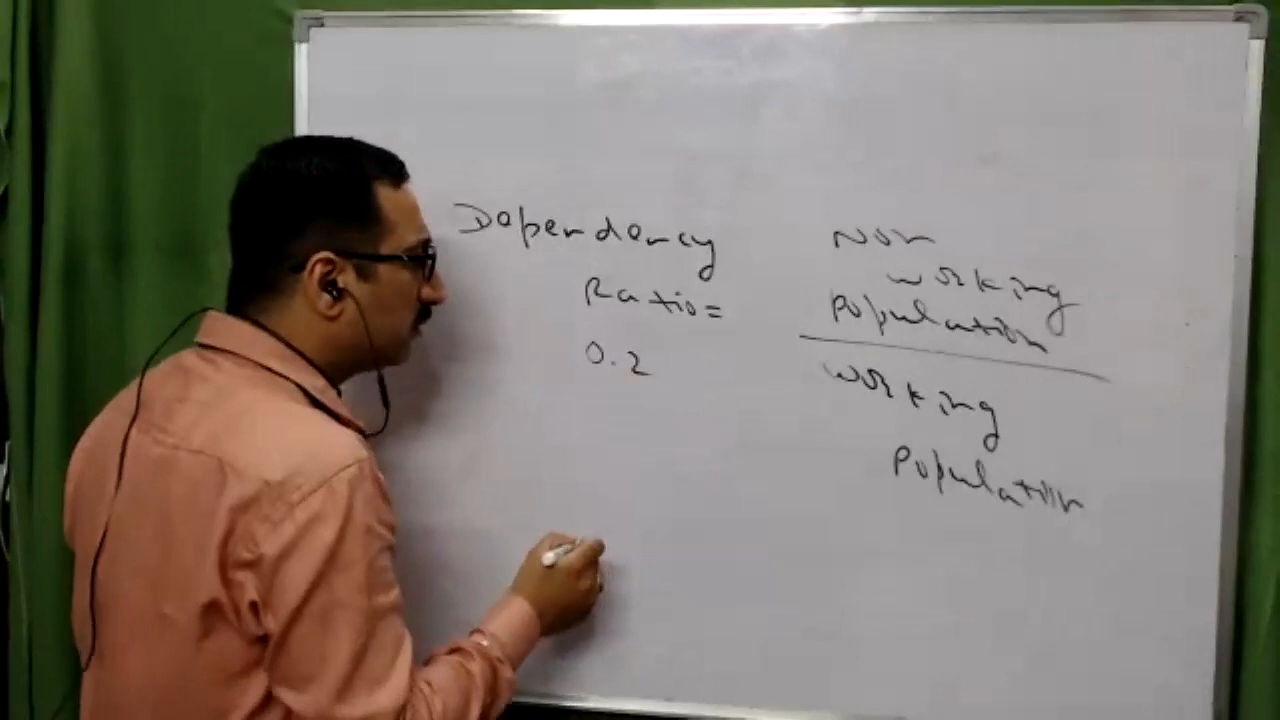 Dependency
Ratio =
0.2
Non
working
Population
working
Population